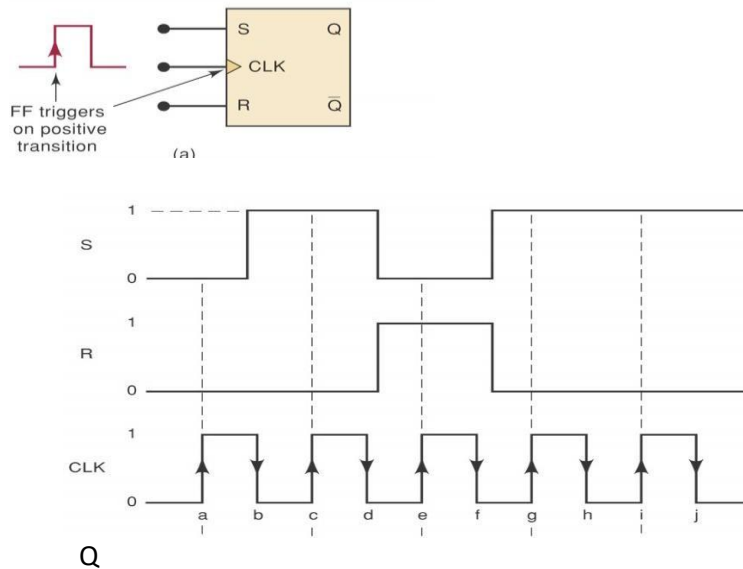 S Q
CLK
R Q̅
FF triggers
on positive
transition
(a)
1
S
0
1
R
0
1
CLK
0
a b c d e f g h i j
Q